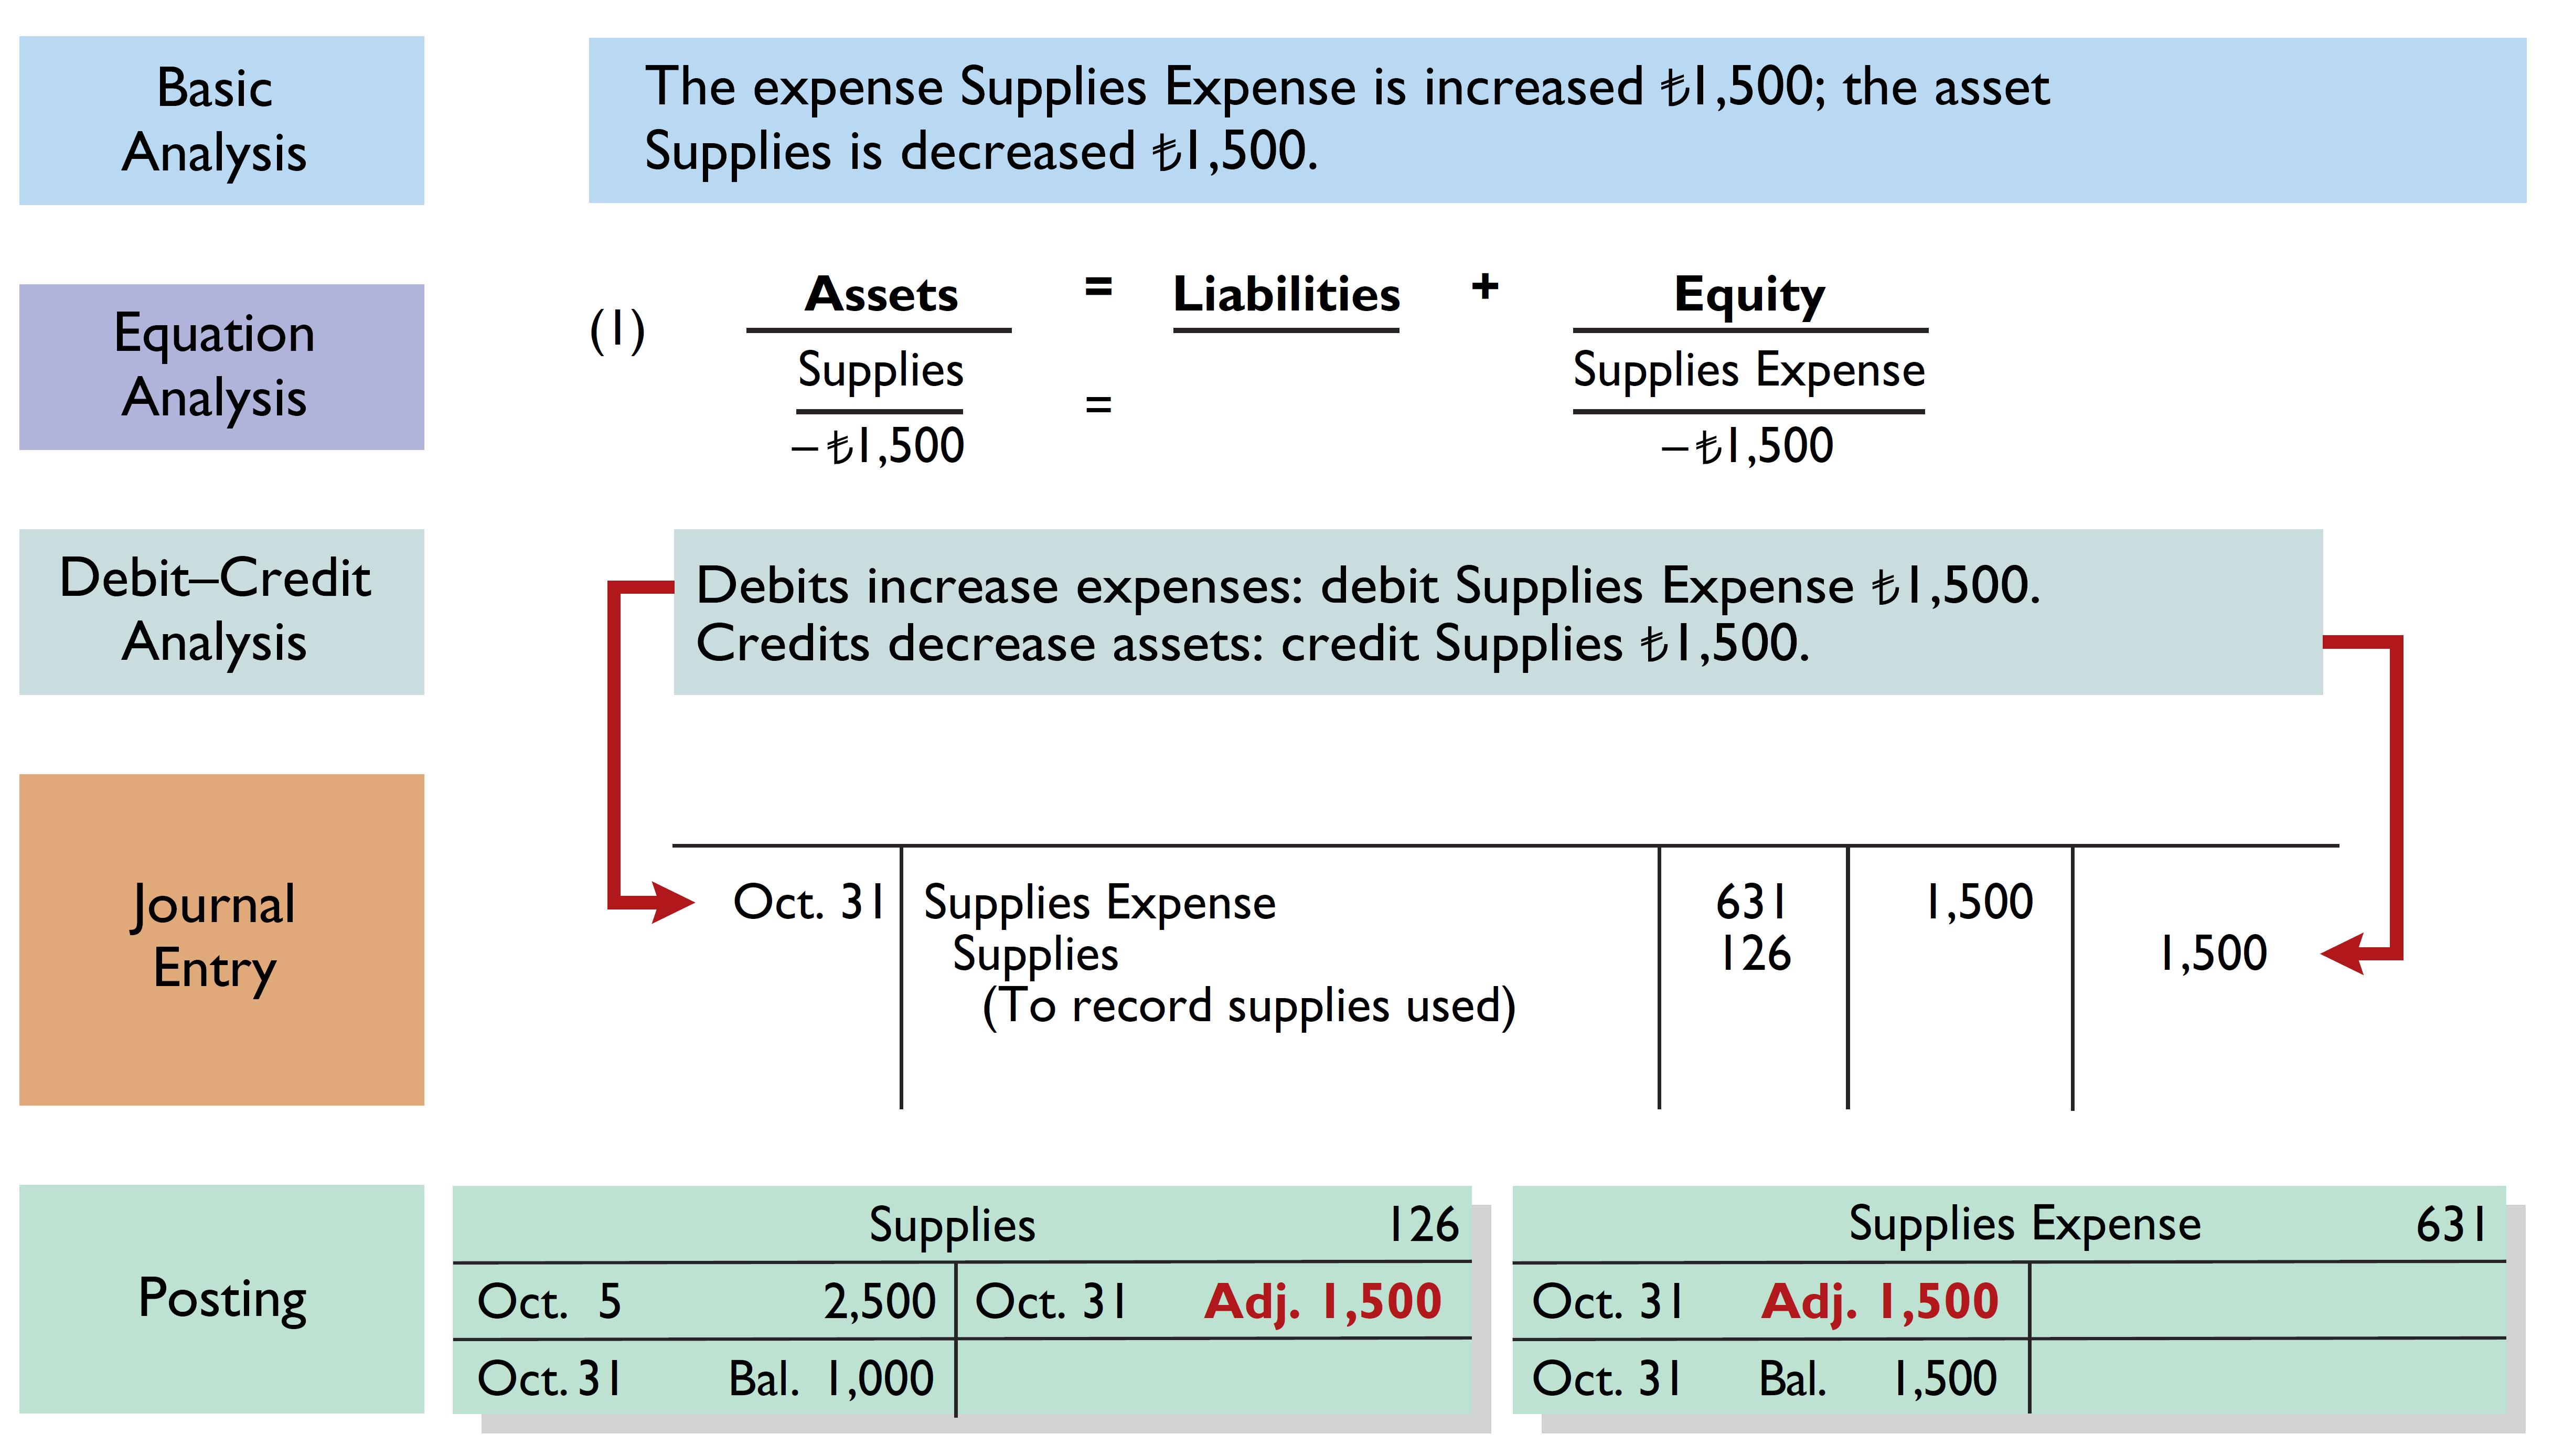 Basic
Analysis
The expense Supplies Expense is increased ₺1,500; the asset
Supplies is decreased ₺1,500.
Equation
Analysis
(1)
Assets = Liabilities + Equity
Supplies = Supplies Expense
–₺1,500 –₺1,500
Debit–Credit
Analysis
Debits increase expenses: debit Supplies Expense ₺1,500.
Credits decrease assets: credit Supplies ₺1,500.
Journal
Entry
Oct. 31 Supplies Expense 631 1,500
Supplies 126 1,500
(To record supplies used)
Posting
Supplies 126
Oct. 5 2,500 Oct. 31 Adj. 1,500
Oct. 31 Bal. 1,000
Supplies Expense 631
Oct. 31 Adj. 1,500
Oct. 31 Bal. 1,500